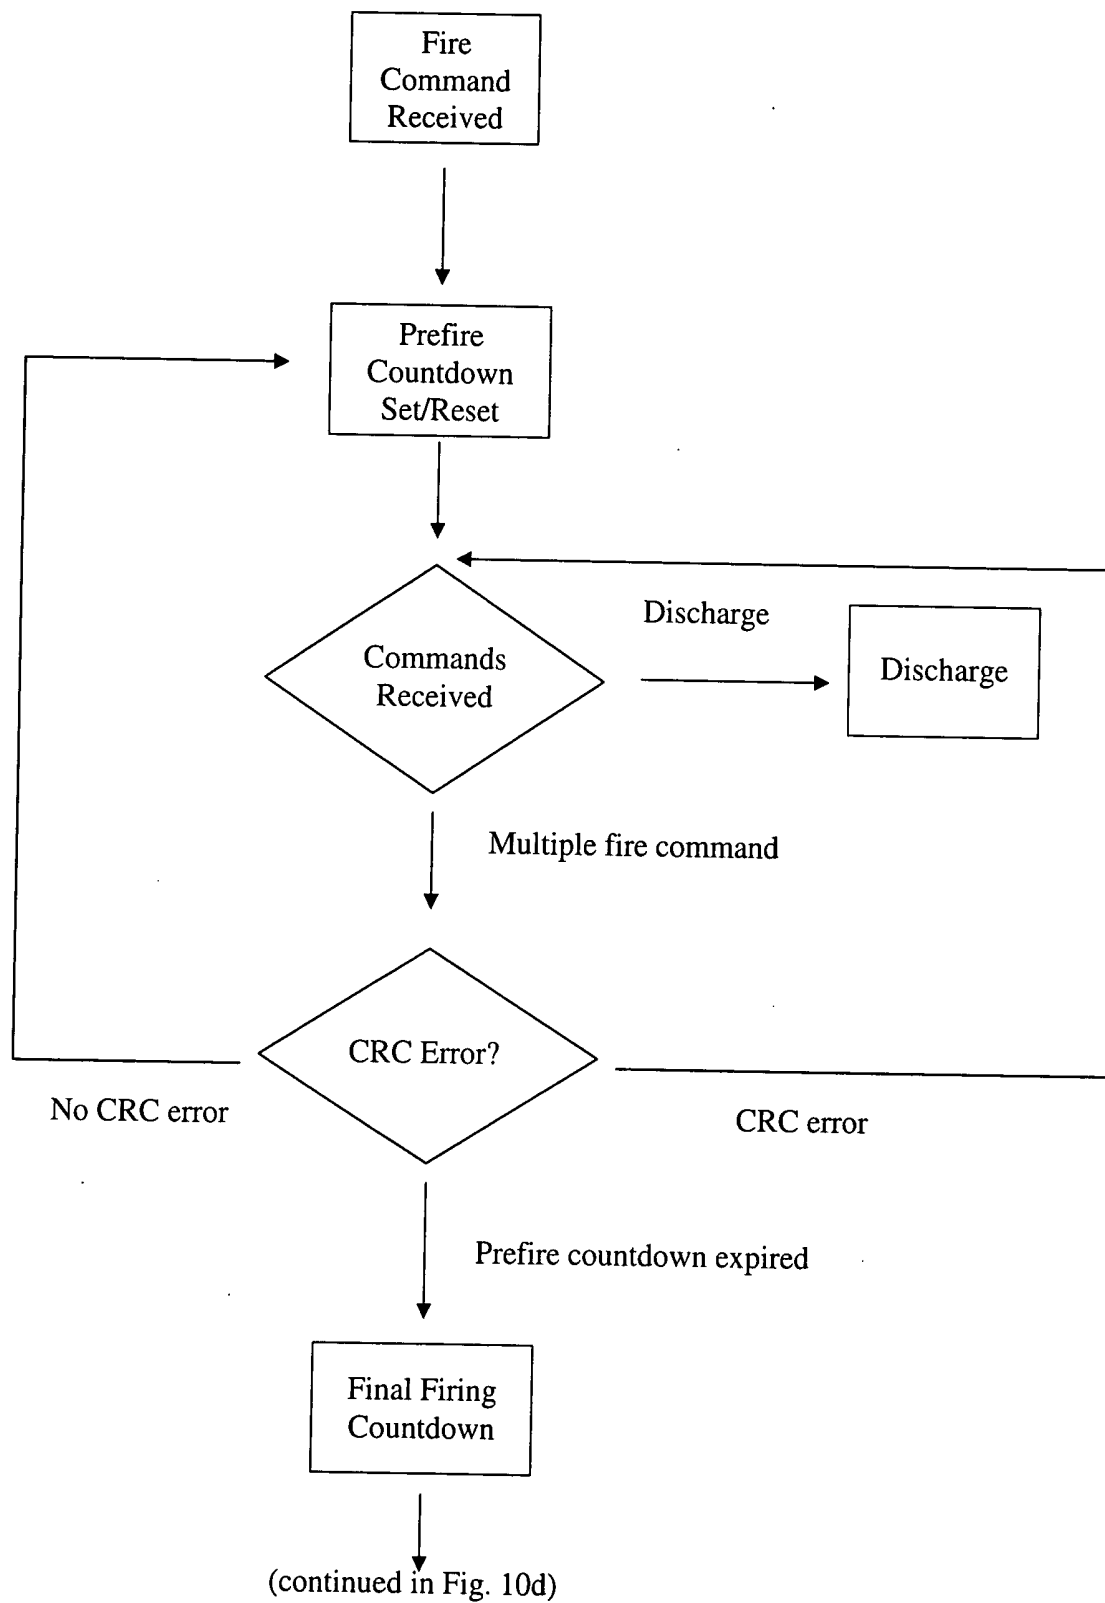 Fire
Command
Received
Prefire
Countdown
Set/Reset
Discharge
Commands
Received
Discharge
Multiple fire command
CRC Error?
No CRC error
CRC error
Prefire countdown expired
Final Firing
Countdown
(continued in Fig. 10d)